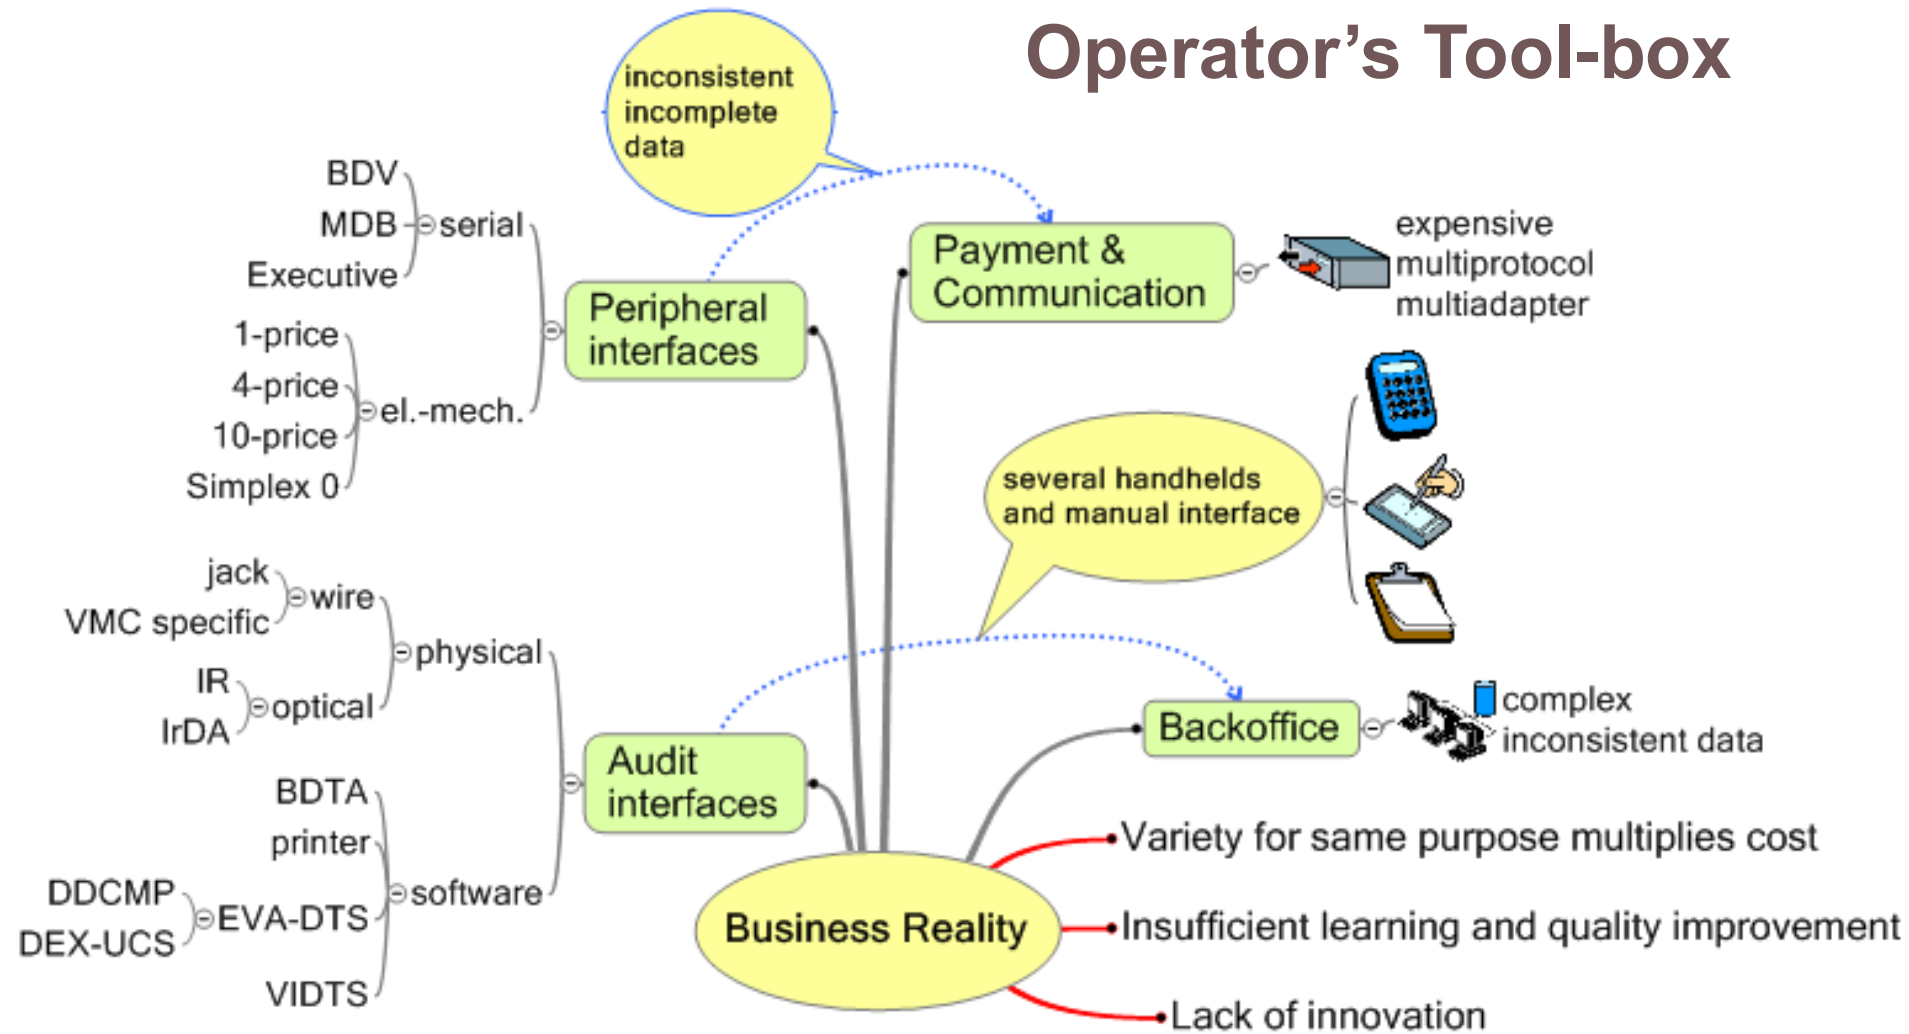 Operator’s Tool-box
inconsistent
incomplete
data
BDV
MDB
Executive
serial
1-price
4-price
10-price
Simplex 0
el.-mech.
Peripheral
interfaces
Payment &
Communication
expensive
multiprotocol
multiadapter
several handhelds
and manual interface
jack
VMC specific
wire
IR
IrDA
optical
physical
BDTA
printer
DDCMP
DEX-UCS
EVA-DTS
VIDTS
software
Audit
interfaces
Backoffice
complex
inconsistent data
Business Reality
Variety for same purpose multiplies cost
Insufficient learning and quality improvement
Lack of innovation